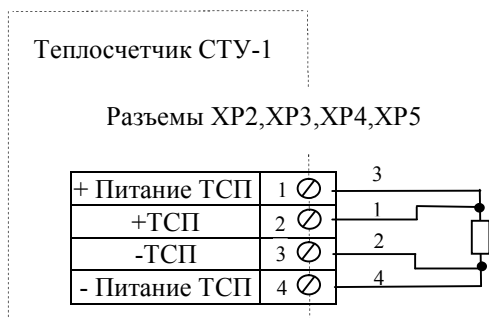 Теплосчетчик СТУ-1
Разъемы XP2,XP3,XP4,XP5
+ Питание ТСП 1 3
+ТСП 2 1
-ТСП 3 2
- Питание ТСП 4 4